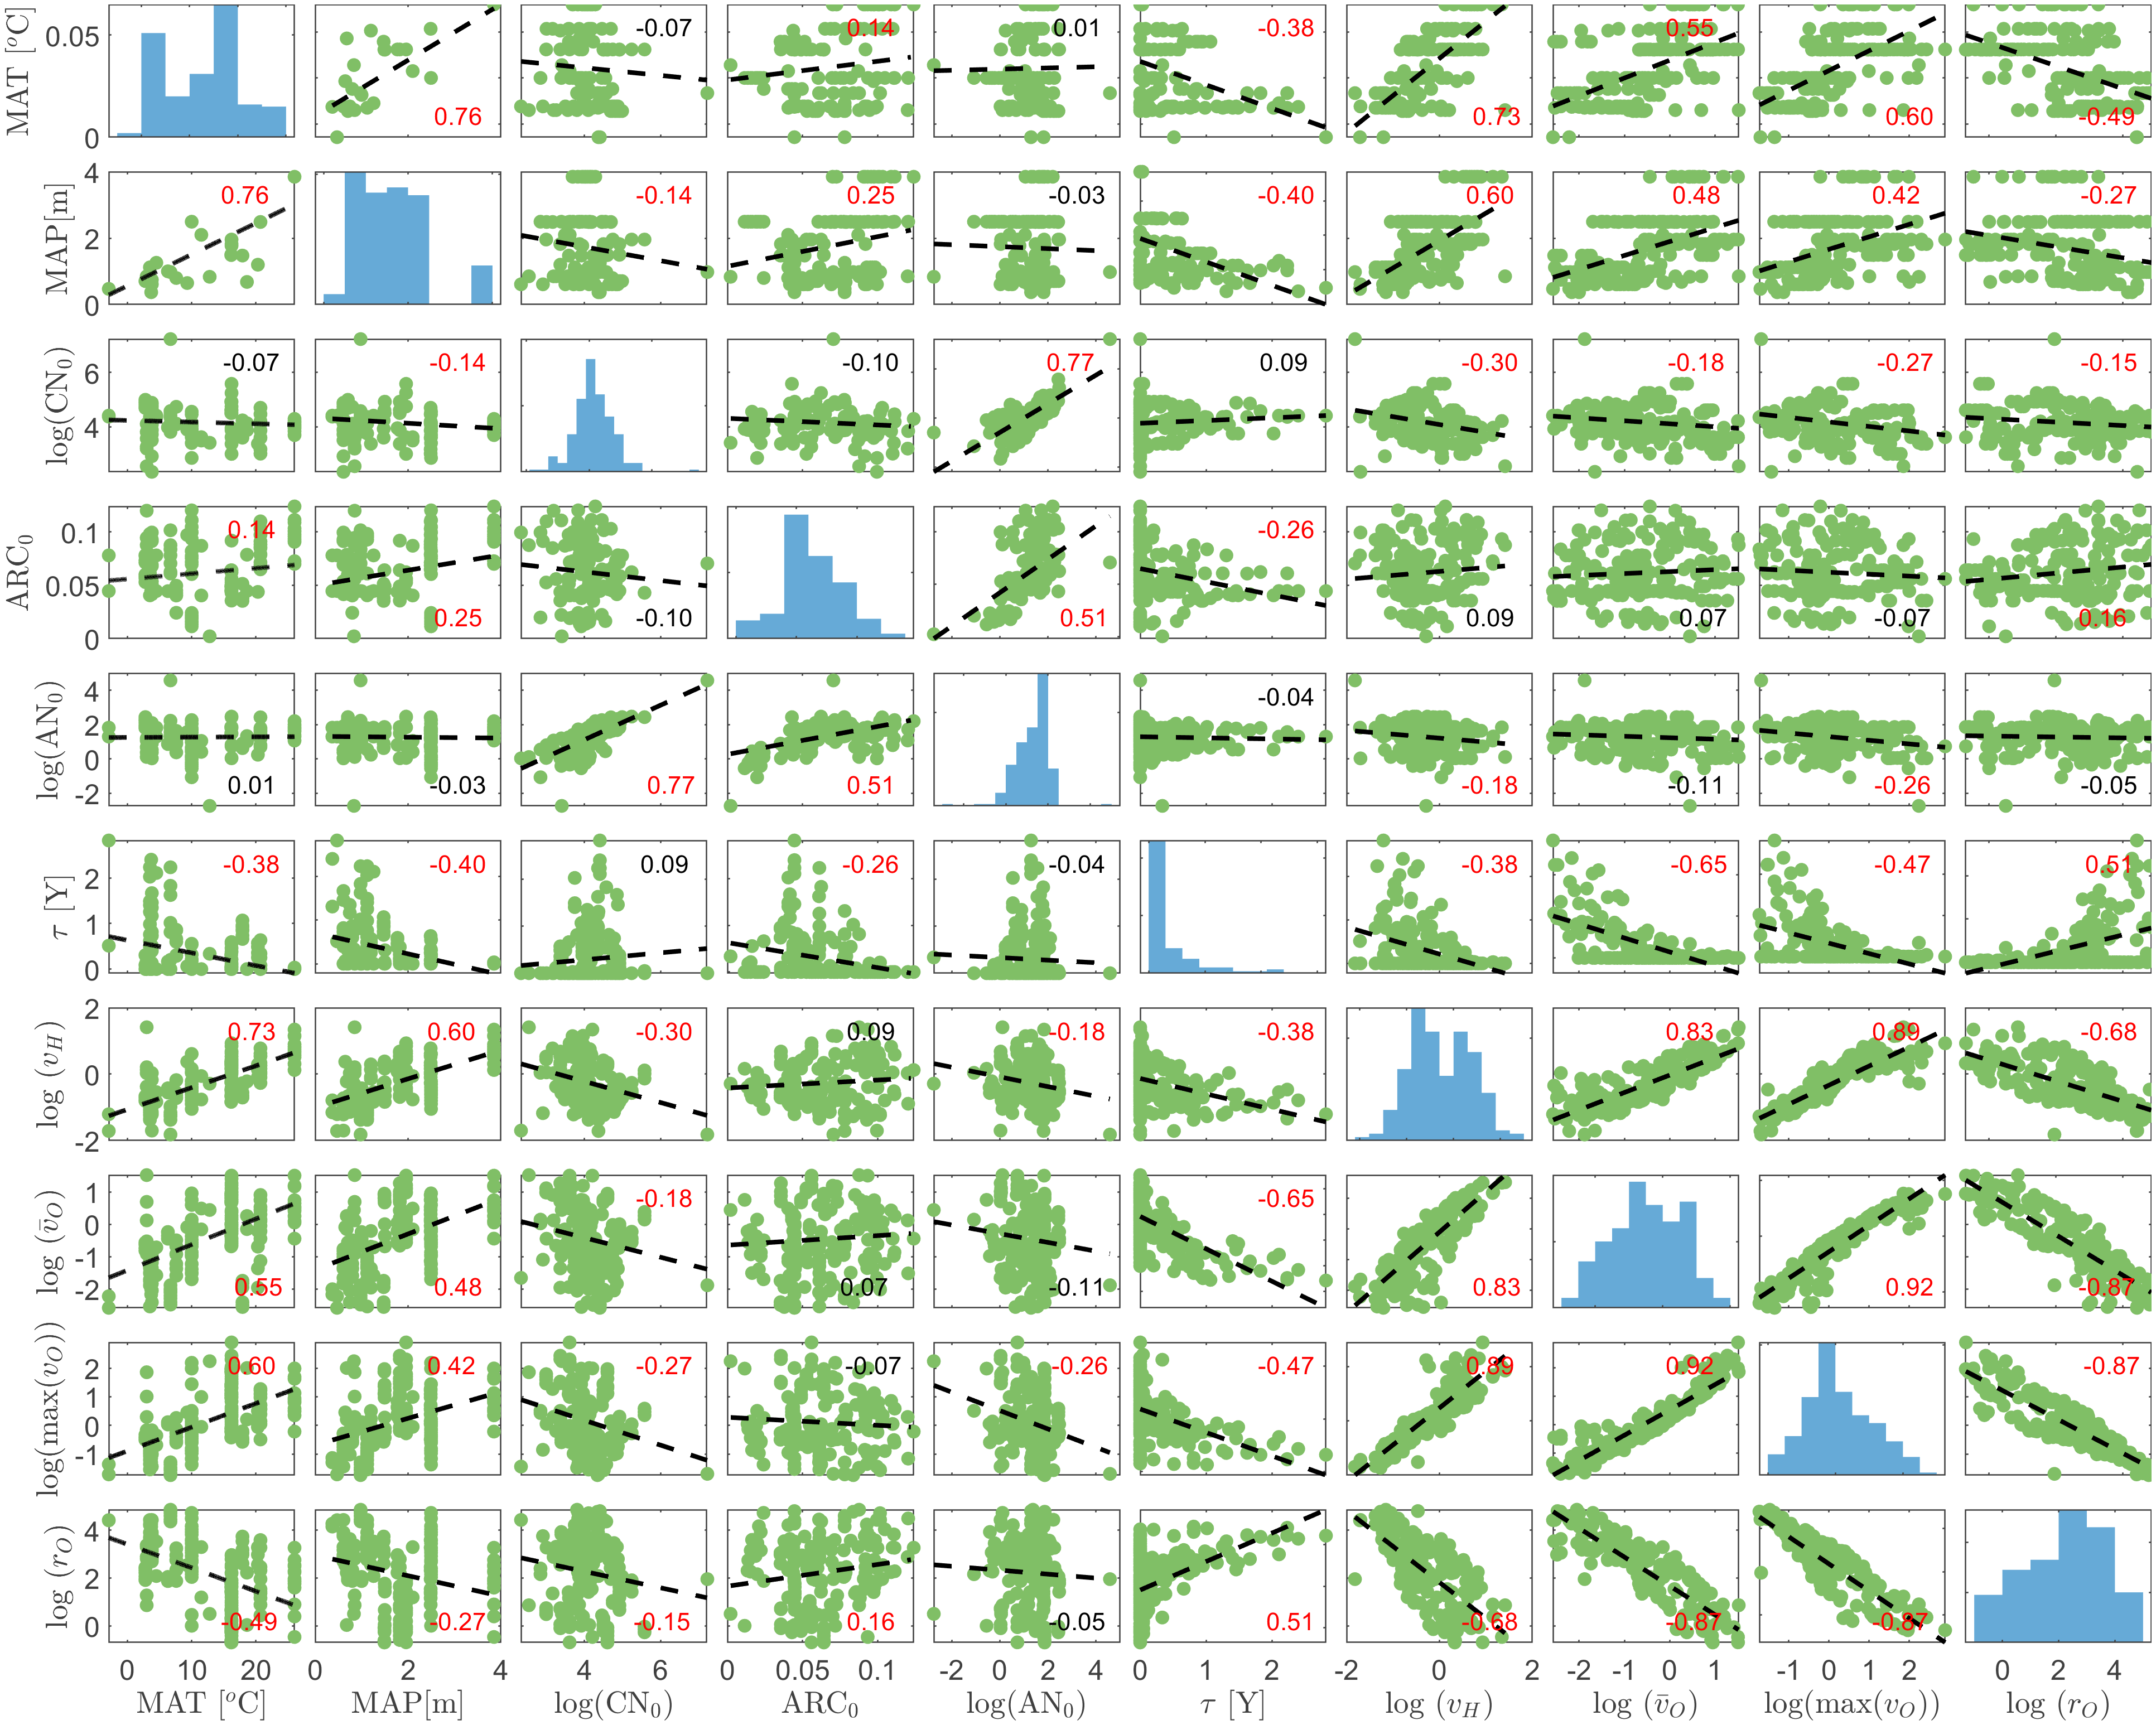 MAT [°C] 0.05 0 0.76 -0.07 0.14 0.01 -0.38 0.73 0.55 0.60 -0.49
MAP[m] 4 2 0 0.76 -0.14 0.25 -0.03 -0.40 0.60 0.48 0.42 -0.27
log(CN₀) 6 4 -0.07 -0.14 -0.10 0.77 0.09 -0.30 -0.18 -0.27 -0.15
ARC₀ 0.1 0.05 0 0.14 0.25 -0.10 0.51 -0.26 0.09 0.07 -0.07 0.16
log(AN₀) 4 2 0 -2 0.01 -0.03 0.77 0.51 -0.04 -0.18 -0.11 -0.26 -0.05
τ [Y] 2 1 0 -0.38 -0.40 0.09 -0.26 -0.04 -0.38 -0.65 -0.47 0.51
log (v_H) 2 0 -2 0.73 0.60 -0.30 0.09 -0.18 -0.38 0.83 0.89 -0.68
log (v̄_O) 1 0 -1 -2 0.55 0.48 -0.18 0.07 -0.11 -0.65 0.83 0.92 -0.87
log(max(v_O)) 2 1 0 -1 0.60 0.42 -0.27 -0.07 -0.26 -0.47 0.89 0.92 -0.87
log (r_O) 4 2 0 -0.49 -0.27 -0.15 0.16 -0.05 0.51 -0.68 -0.87 -0.87
0 10 20 0 2 4 4 6 0 0.05 0.1 -2 0 2 4 0 1 2 -2 0 2 -2 -1 0 1 -1 0 1 2 0 2 4
MAT [°C] MAP[m] log(CN₀) ARC₀ log(AN₀) τ [Y] log (v_H) log (v̄_O) log(max(v_O)) log (r_O)